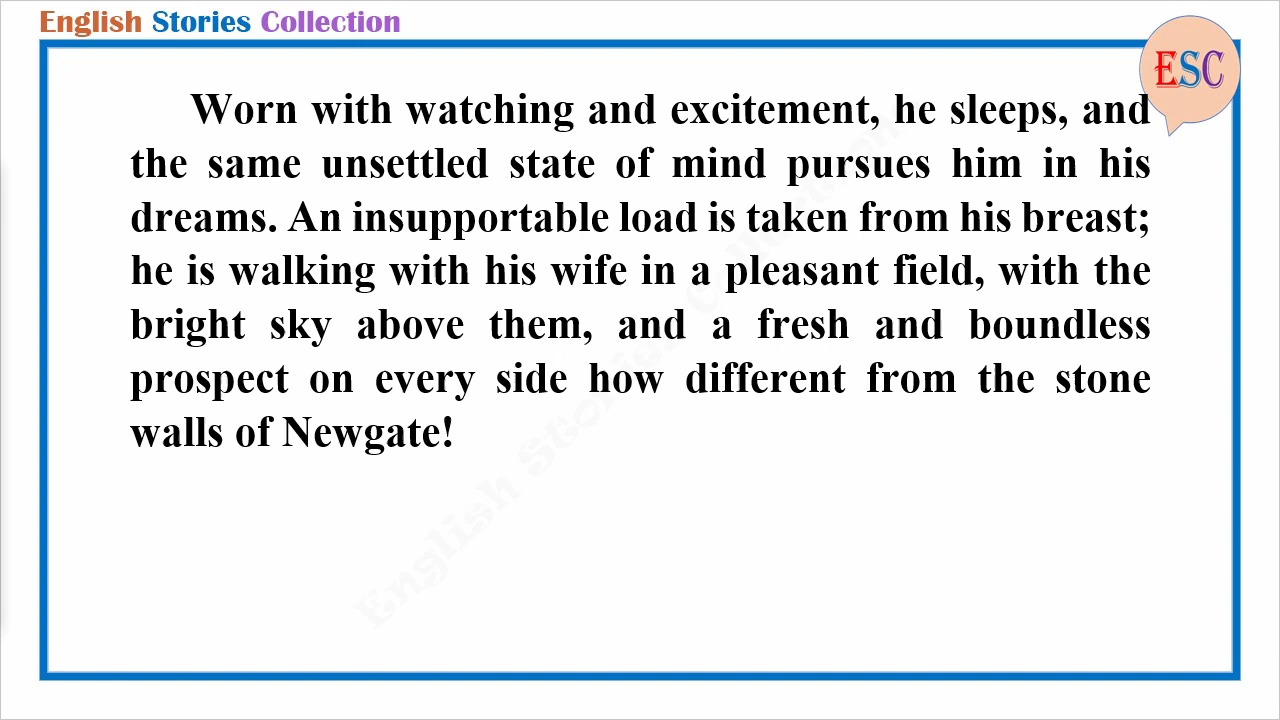 English Stories Collection
ESC
Worn with watching and excitement, he sleeps, and
the same unsettled state of mind pursues him in his
dreams. An insupportable load is taken from his breast;
he is walking with his wife in a pleasant field, with the
bright sky above them, and a fresh and boundless
prospect on every side how different from the stone
walls of Newgate!
English Stories Collection